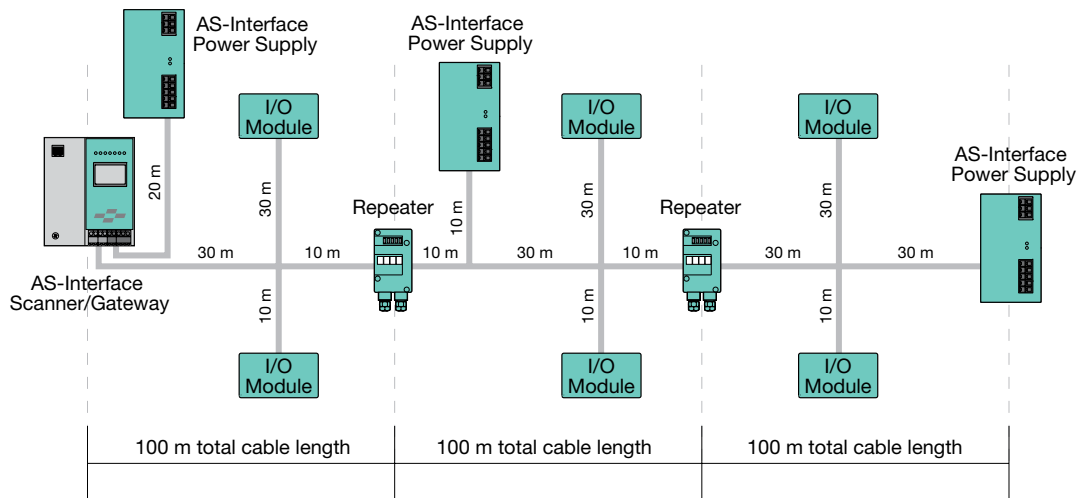 AS-Interface
Power Supply
AS-Interface
Power Supply
I/O
Module
I/O
Module
I/O
Module
AS-Interface
Power Supply
20 m
30 m
Repeater
10 m
30 m
Repeater
30 m
30 m
10 m
10 m
30 m
10 m
30 m
30 m
AS-Interface
Scanner/Gateway
10 m
10 m
10 m
I/O
Module
I/O
Module
I/O
Module
100 m total cable length
100 m total cable length
100 m total cable length